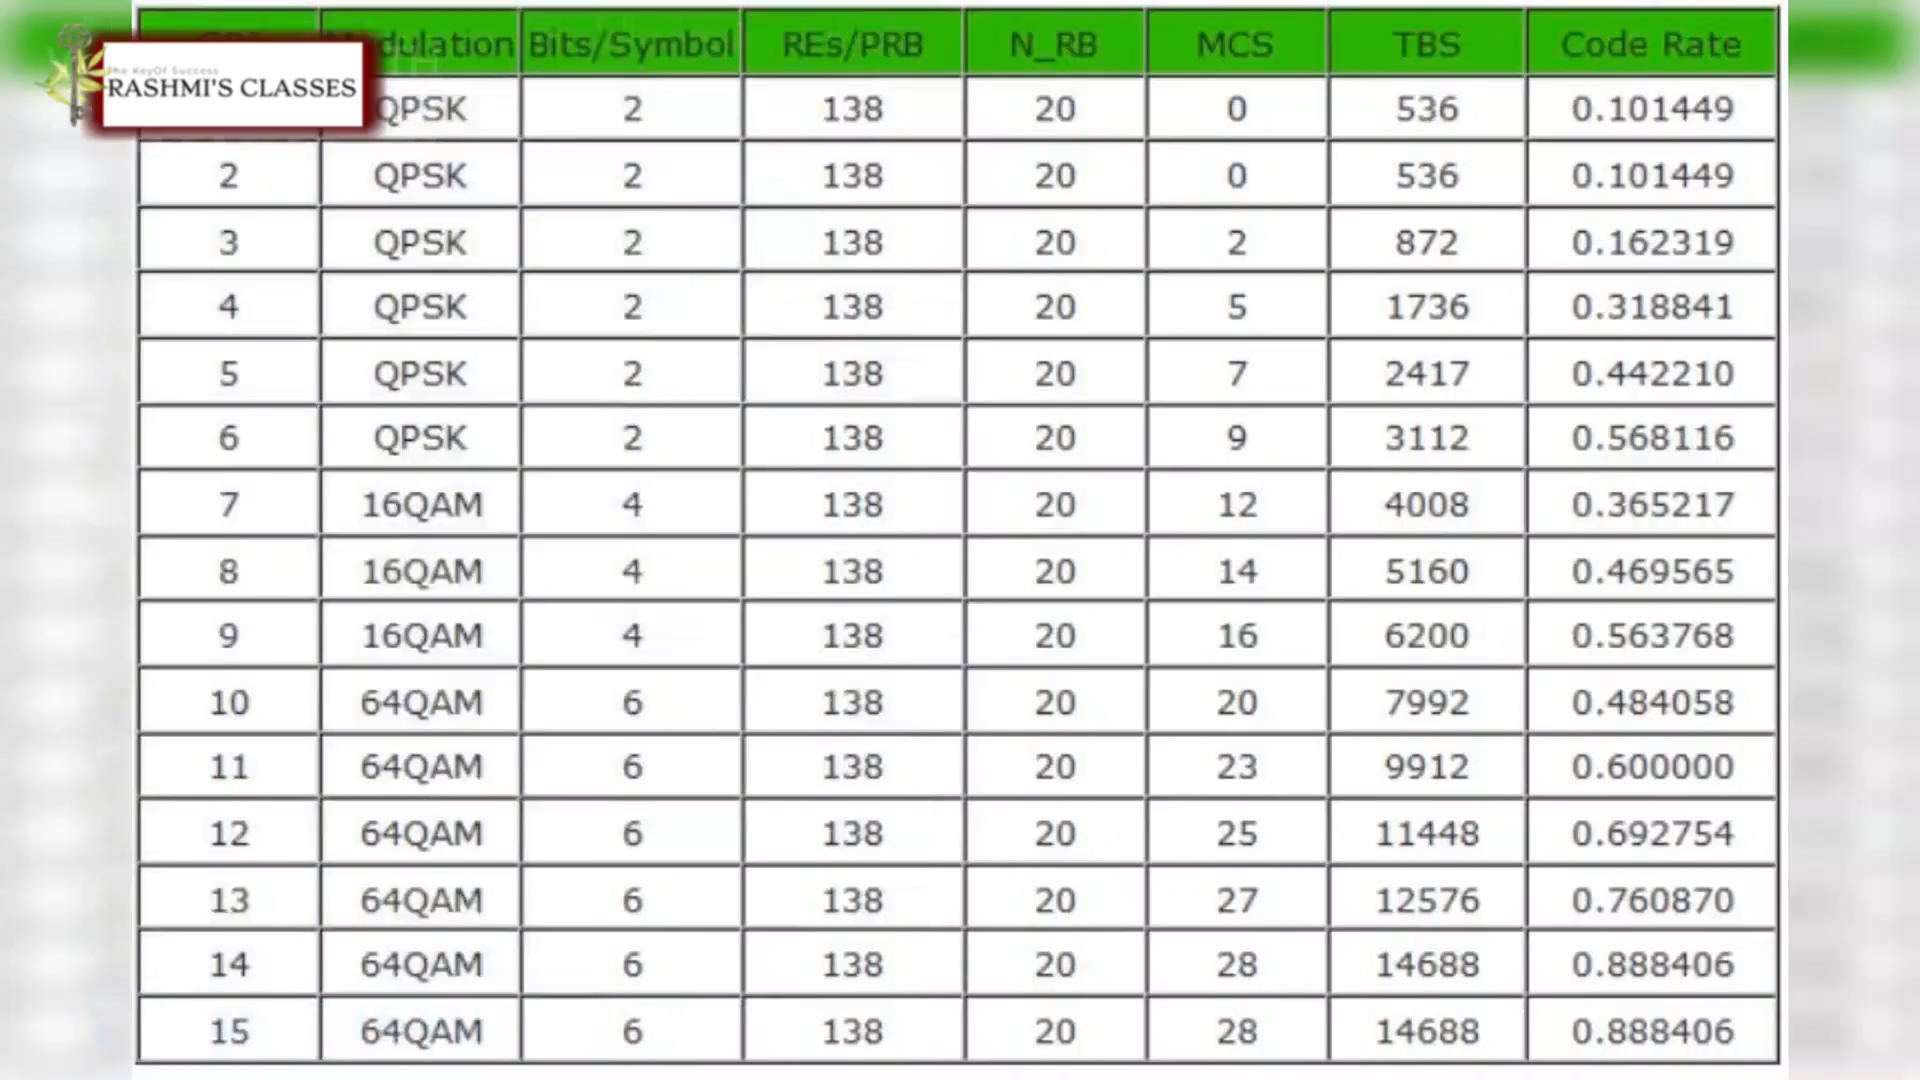 The KeyOf Success
RASHMI'S CLASSES
dulation Bits/Symbol REs/PRB N_RB MCS TBS Code Rate
QPSK 2 138 20 0 536 0.101449
2 QPSK 2 138 20 0 536 0.101449
3 QPSK 2 138 20 2 872 0.162319
4 QPSK 2 138 20 5 1736 0.318841
5 QPSK 2 138 20 7 2417 0.442210
6 QPSK 2 138 20 9 3112 0.568116
7 16QAM 4 138 20 12 4008 0.365217
8 16QAM 4 138 20 14 5160 0.469565
9 16QAM 4 138 20 16 6200 0.563768
10 64QAM 6 138 20 20 7992 0.484058
11 64QAM 6 138 20 23 9912 0.600000
12 64QAM 6 138 20 25 11448 0.692754
13 64QAM 6 138 20 27 12576 0.760870
14 64QAM 6 138 20 28 14688 0.888406
15 64QAM 6 138 20 28 14688 0.888406